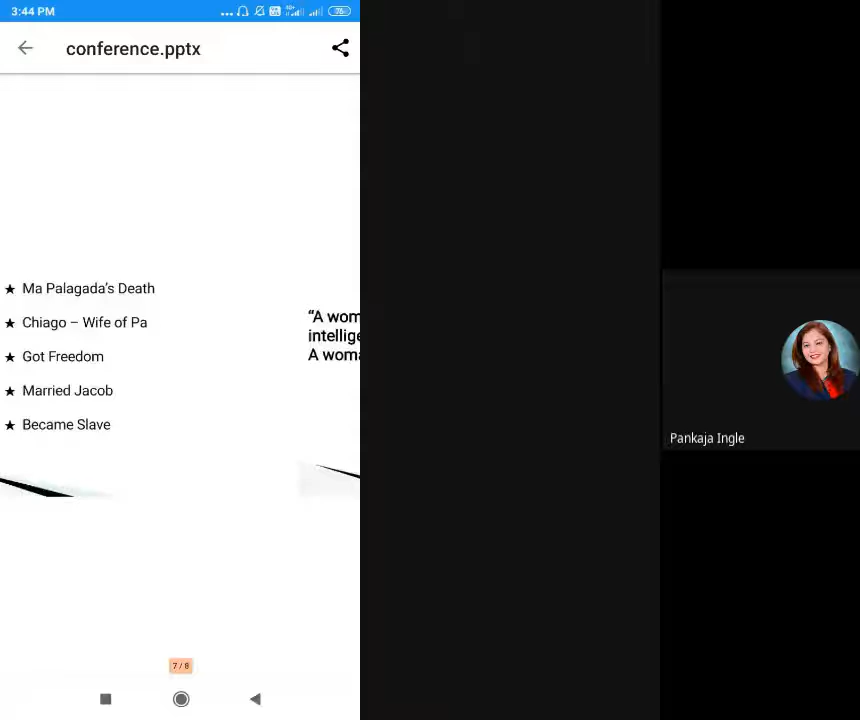 3:44 PM
76
conference.pptx
★ Ma Palagada's Death
★ Chiago – Wife of Pa
★ Got Freedom
★ Married Jacob
★ Became Slave
“A wom
intellige
A woma
7 / 8
Pankaja Ingle